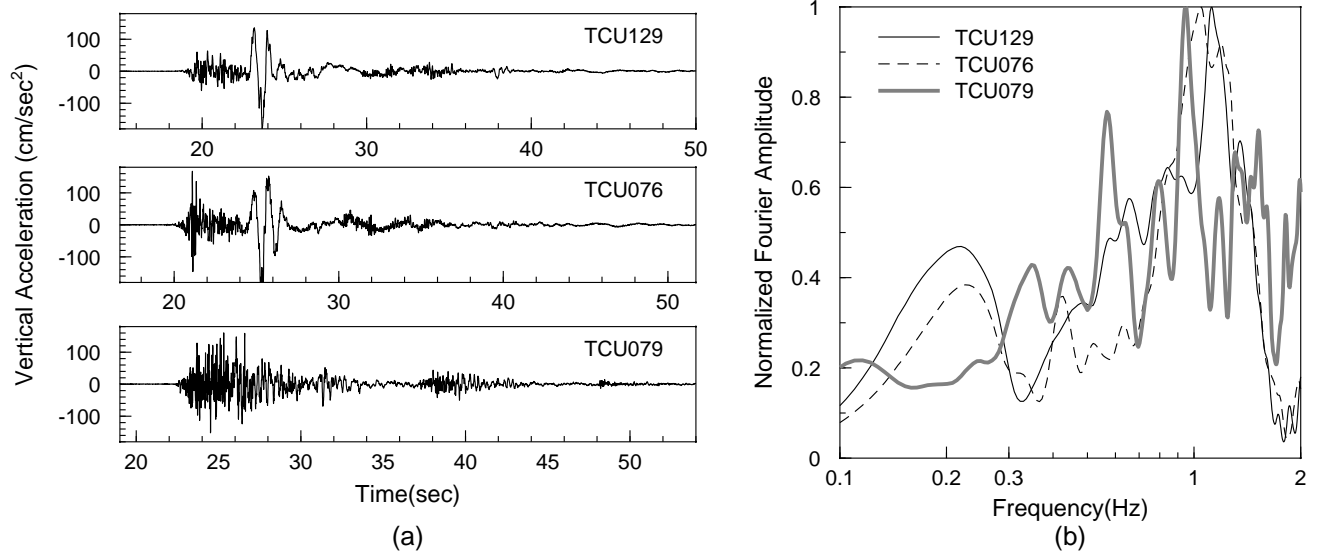 Vertical Acceleration (cm/sec²)
100
0
-100
TCU129
20
30
40
50
100
0
-100
TCU076
20
30
40
50
100
0
-100
TCU079
20
25
30
35
40
45
50
Time(sec)
(a)
Normalized Fourier Amplitude
1
0.8
0.6
0.4
0.2
0
TCU129
TCU076
TCU079
0.1
0.2
0.3
1
2
Frequency(Hz)
(b)